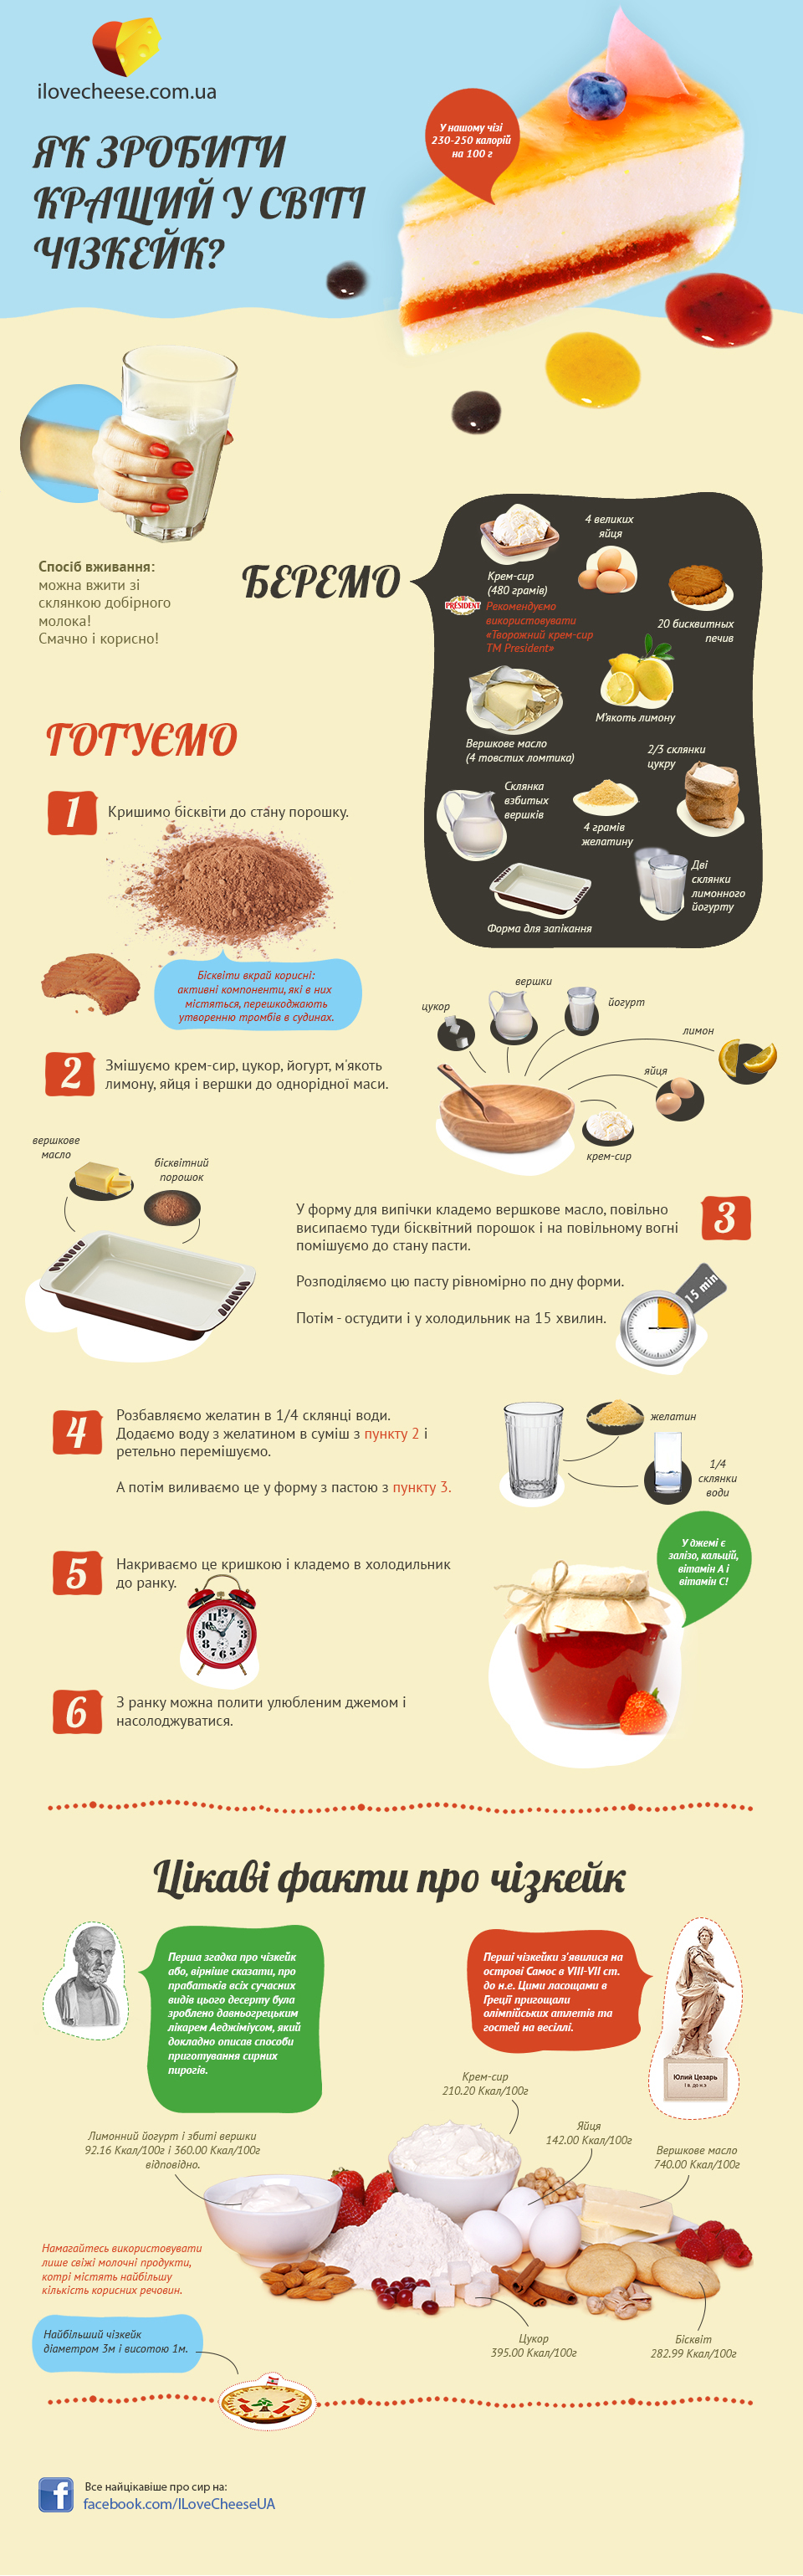 ilovecheese.com.ua
ЯК ЗРОБИТИ
КРАЩИЙ У СВІТІ
ЧІЗКЕЙК?
У нашому чізі
230-250 калорій
на 100 г
Спосіб вживання:
можна вжити зі
склянкою добірного
молока!
Смачно і корисно!
БЕРЕМО
Крем-сир
(480 грамів)
PRÉSIDENT
Рекомендуємо
використовувати
«Творожний крем-сир
ТМ President»
4 великих
яйця
20 бисквитных
печив
М'якоть лимону
Вершкове масло
(4 товстих ломтика)
2/3 склянки
цукру
Склянка
взбитых
вершків
4 грамів
желатину
Дві
склянки
лимонного
йогурту
Форма для запікання
ГОТУЄМО
1
Кришимо бісквіти до стану порошку.
Бісквіти вкрай корисні:
активні компоненти, які в них
містяться, перешкоджають
утворенню тромбів в судинах.
2
Змішуємо крем-сир, цукор, йогурт, м'якоть
лимону, яйця і вершки до однорідної маси.
цукор
вершки
йогурт
лимон
яйця
крем-сир
вершкове
масло
бісквітний
порошок
3
У форму для випічки кладемо вершкове масло, повільно
висипаємо туди бісквітний порошок і на повільному вогні
помішуємо до стану пасти.
Розподіляємо цю пасту рівномірно по дну форми.
Потім - остудити і у холодильник на 15 хвилин.
15 min
4
Розбавляємо желатин в 1/4 склянці води.
Додаємо воду з желатином в суміш з пункту 2 і
ретельно перемішуємо.
А потім виливаємо це у форму з пастою з пункту 3.
желатин
1/4
склянки
води
5
Накриваємо це кришкою і кладемо в холодильник
до ранку.
У джемі є
залізо, кальцій,
вітамін А і
вітамін С!
6
З ранку можна полити улюбленим джемом і
насолоджуватися.
Цікаві факти про чізкейк
Перша згадка про чізкейк
або, вірніше сказати, про
прабатьків всіх сучасних
видів цього десерту була
зроблено давньогрецьким
лікарем Аеджіміусом, який
докладно описав способи
приготування сирних
пирогів.
Перші чізкейки з'явилися на
острові Самос в VIII-VII ст.
до н.е. Цими ласощами в
Греції пригощали
олімпійських атлетів та
гостей на весіллі.
Юлий Цезарь
I в. до н.э
Крем-сир
210.20 Ккал/100г
Яйця
142.00 Ккал/100г
Вершкове масло
740.00 Ккал/100г
Лимонний йогурт і збиті вершки
92.16 Ккал/100г і 360.00 Ккал/100г
відповідно.
Намагайтесь використовувати
лише свіжі молочні продукти,
котрі містять найбільшу
кількість корисних речовин.
Цукор
395.00 Ккал/100г
Бісквіт
282.99 Ккал/100г
Найбільший чізкейк
діаметром 3м і висотою 1м.
Все найцікавіше про сир на:
facebook.com/ILoveCheeseUA